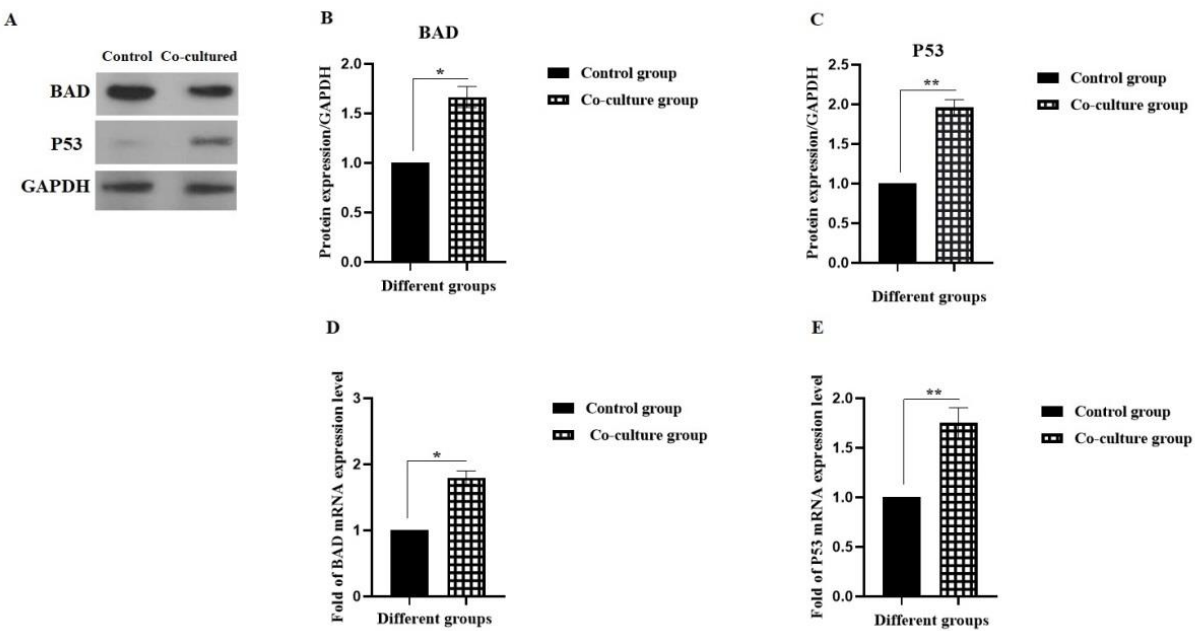 A
Control Co-cultured
BAD
P53
GAPDH
B
BAD
Protein expression/GAPDH
2.0
1.5
1.0
0.5
0.0
*
Different groups
Control group
Co-culture group
C
P53
Protein expression/GAPDH
2.5
2.0
1.5
1.0
0.5
0.0
**
Different groups
Control group
Co-culture group
D
Fold of BAD mRNA expression level
3
2
1
0
*
Different groups
Control group
Co-culture group
E
Fold of P53 mRNA expression level
2.0
1.5
1.0
0.5
0.0
**
Different groups
Control group
Co-culture group